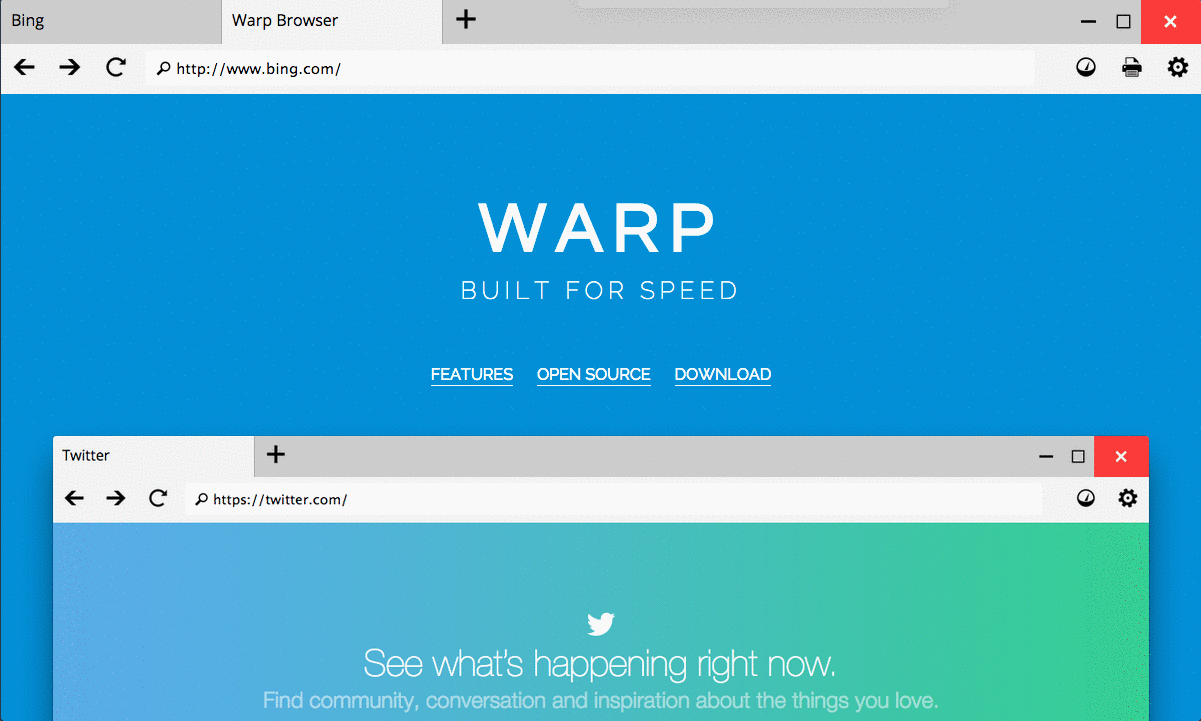 Bing Warp Browser
http://www.bing.com/
WARP
BUILT FOR SPEED
FEATURES OPEN SOURCE DOWNLOAD
Twitter
https://twitter.com/
See what's happening right now.
Find community, conversation and inspiration about the things you love.